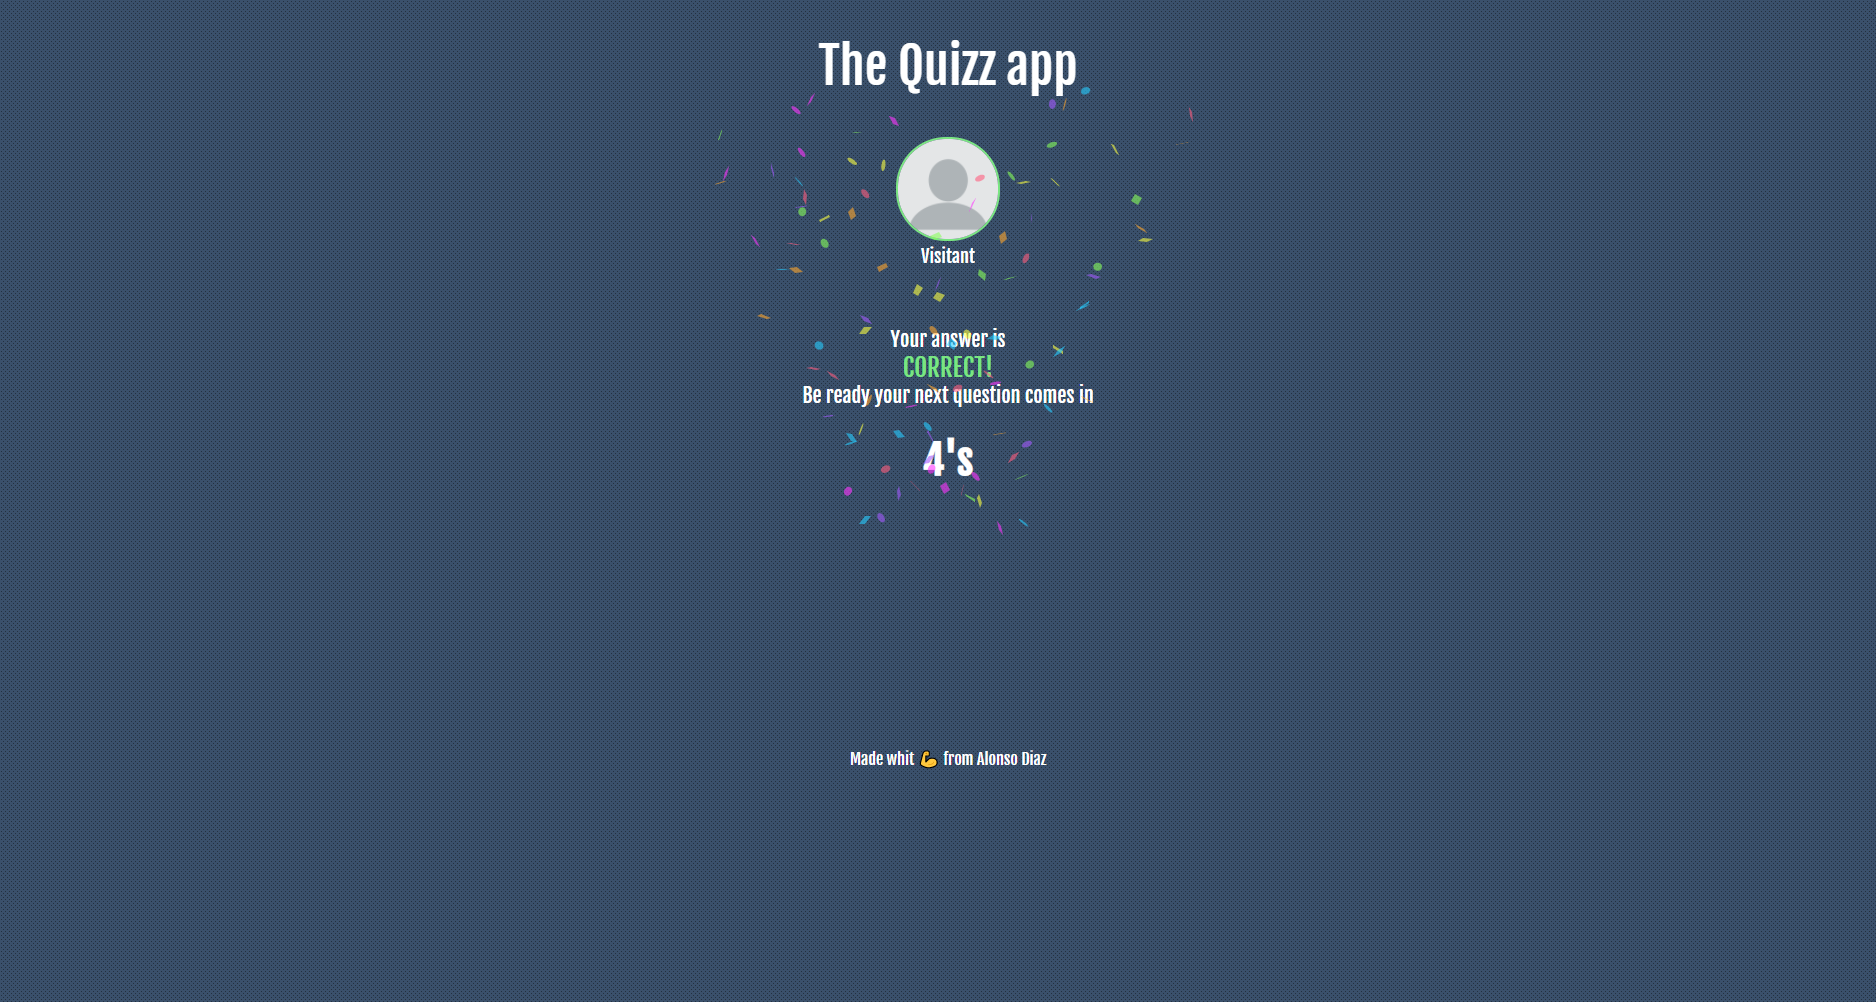 The Quizz app
Visitant
Your answer is
CORRECT!
Be ready your next question comes in
4's
Made whit 💪 from Alonso Diaz